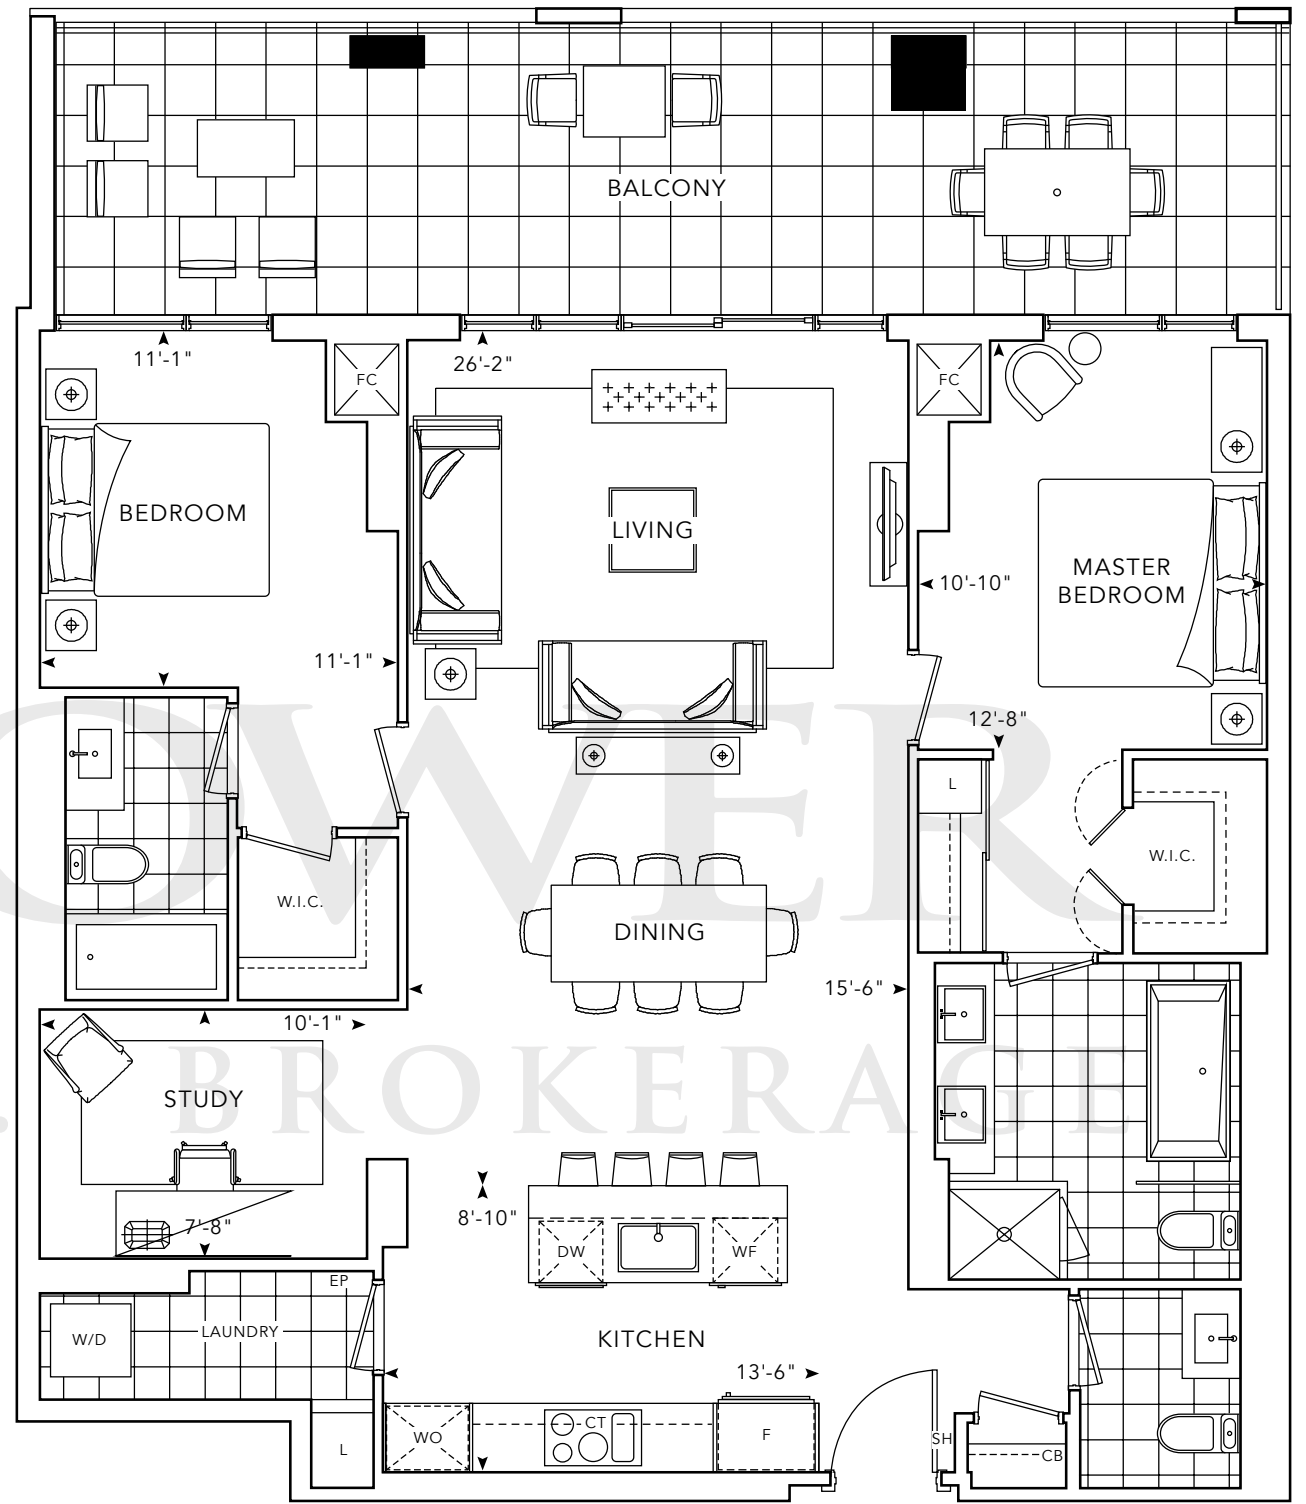 BALCONY
11'-1"
26'-2"
FC
FC
BEDROOM
LIVING
MASTER
BEDROOM
10'-10"
11'-1"
12'-8"
OWER
L
W.I.C.
W.I.C.
DINING
15'-6"
10'-1"
BROKERAGE
STUDY
7'-8"
8'-10"
DW
WF
EP
W/D
LAUNDRY
KITCHEN
13'-6"
WO
CT
F
SH
L
CB